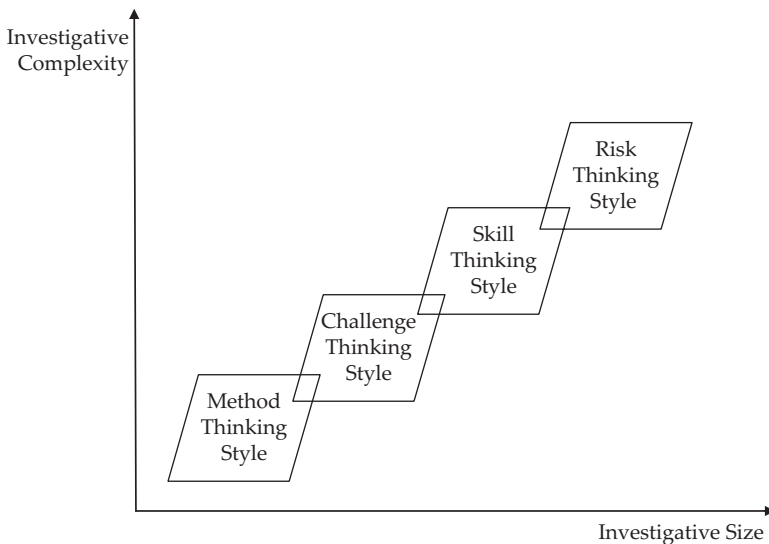 Investigative
Complexity
Risk
Thinking
Style
Skill
Thinking
Style
Challenge
Thinking
Style
Method
Thinking
Style
Investigative Size